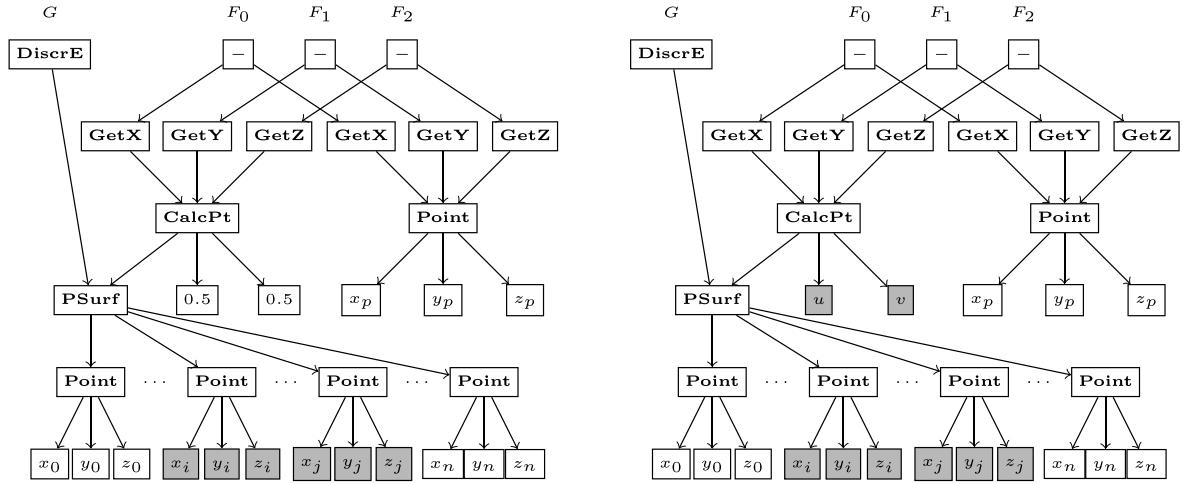 G F₀ F₁ F₂ G F₀ F₁ F₂
DiscrE − − − DiscrE − − −
GetX GetY GetZ GetX GetY GetZ GetX GetY GetZ GetX GetY GetZ
CalcPt Point CalcPt Point
PSurf 0.5 0.5 xₚ yₚ zₚ PSurf u v xₚ yₚ zₚ
Point ... Point ... Point ... Point Point ... Point ... Point ... Point
x₀ y₀ z₀ xᵢ yᵢ zᵢ xⱼ yⱼ zⱼ xₙ yₙ zₙ x₀ y₀ z₀ xᵢ yᵢ zᵢ xⱼ yⱼ zⱼ xₙ yₙ zₙ